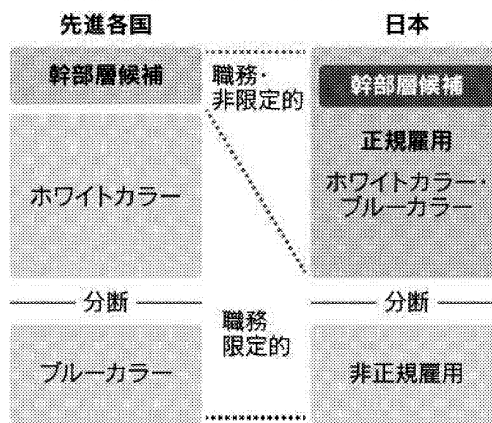 先進各国
日本
幹部層候補
職務・
非限定的
幹部層候補
正規雇用
ホワイトカラー
ホワイトカラー・
ブルーカラー
分断
分断
職務
限定的
ブルーカラー
非正規雇用